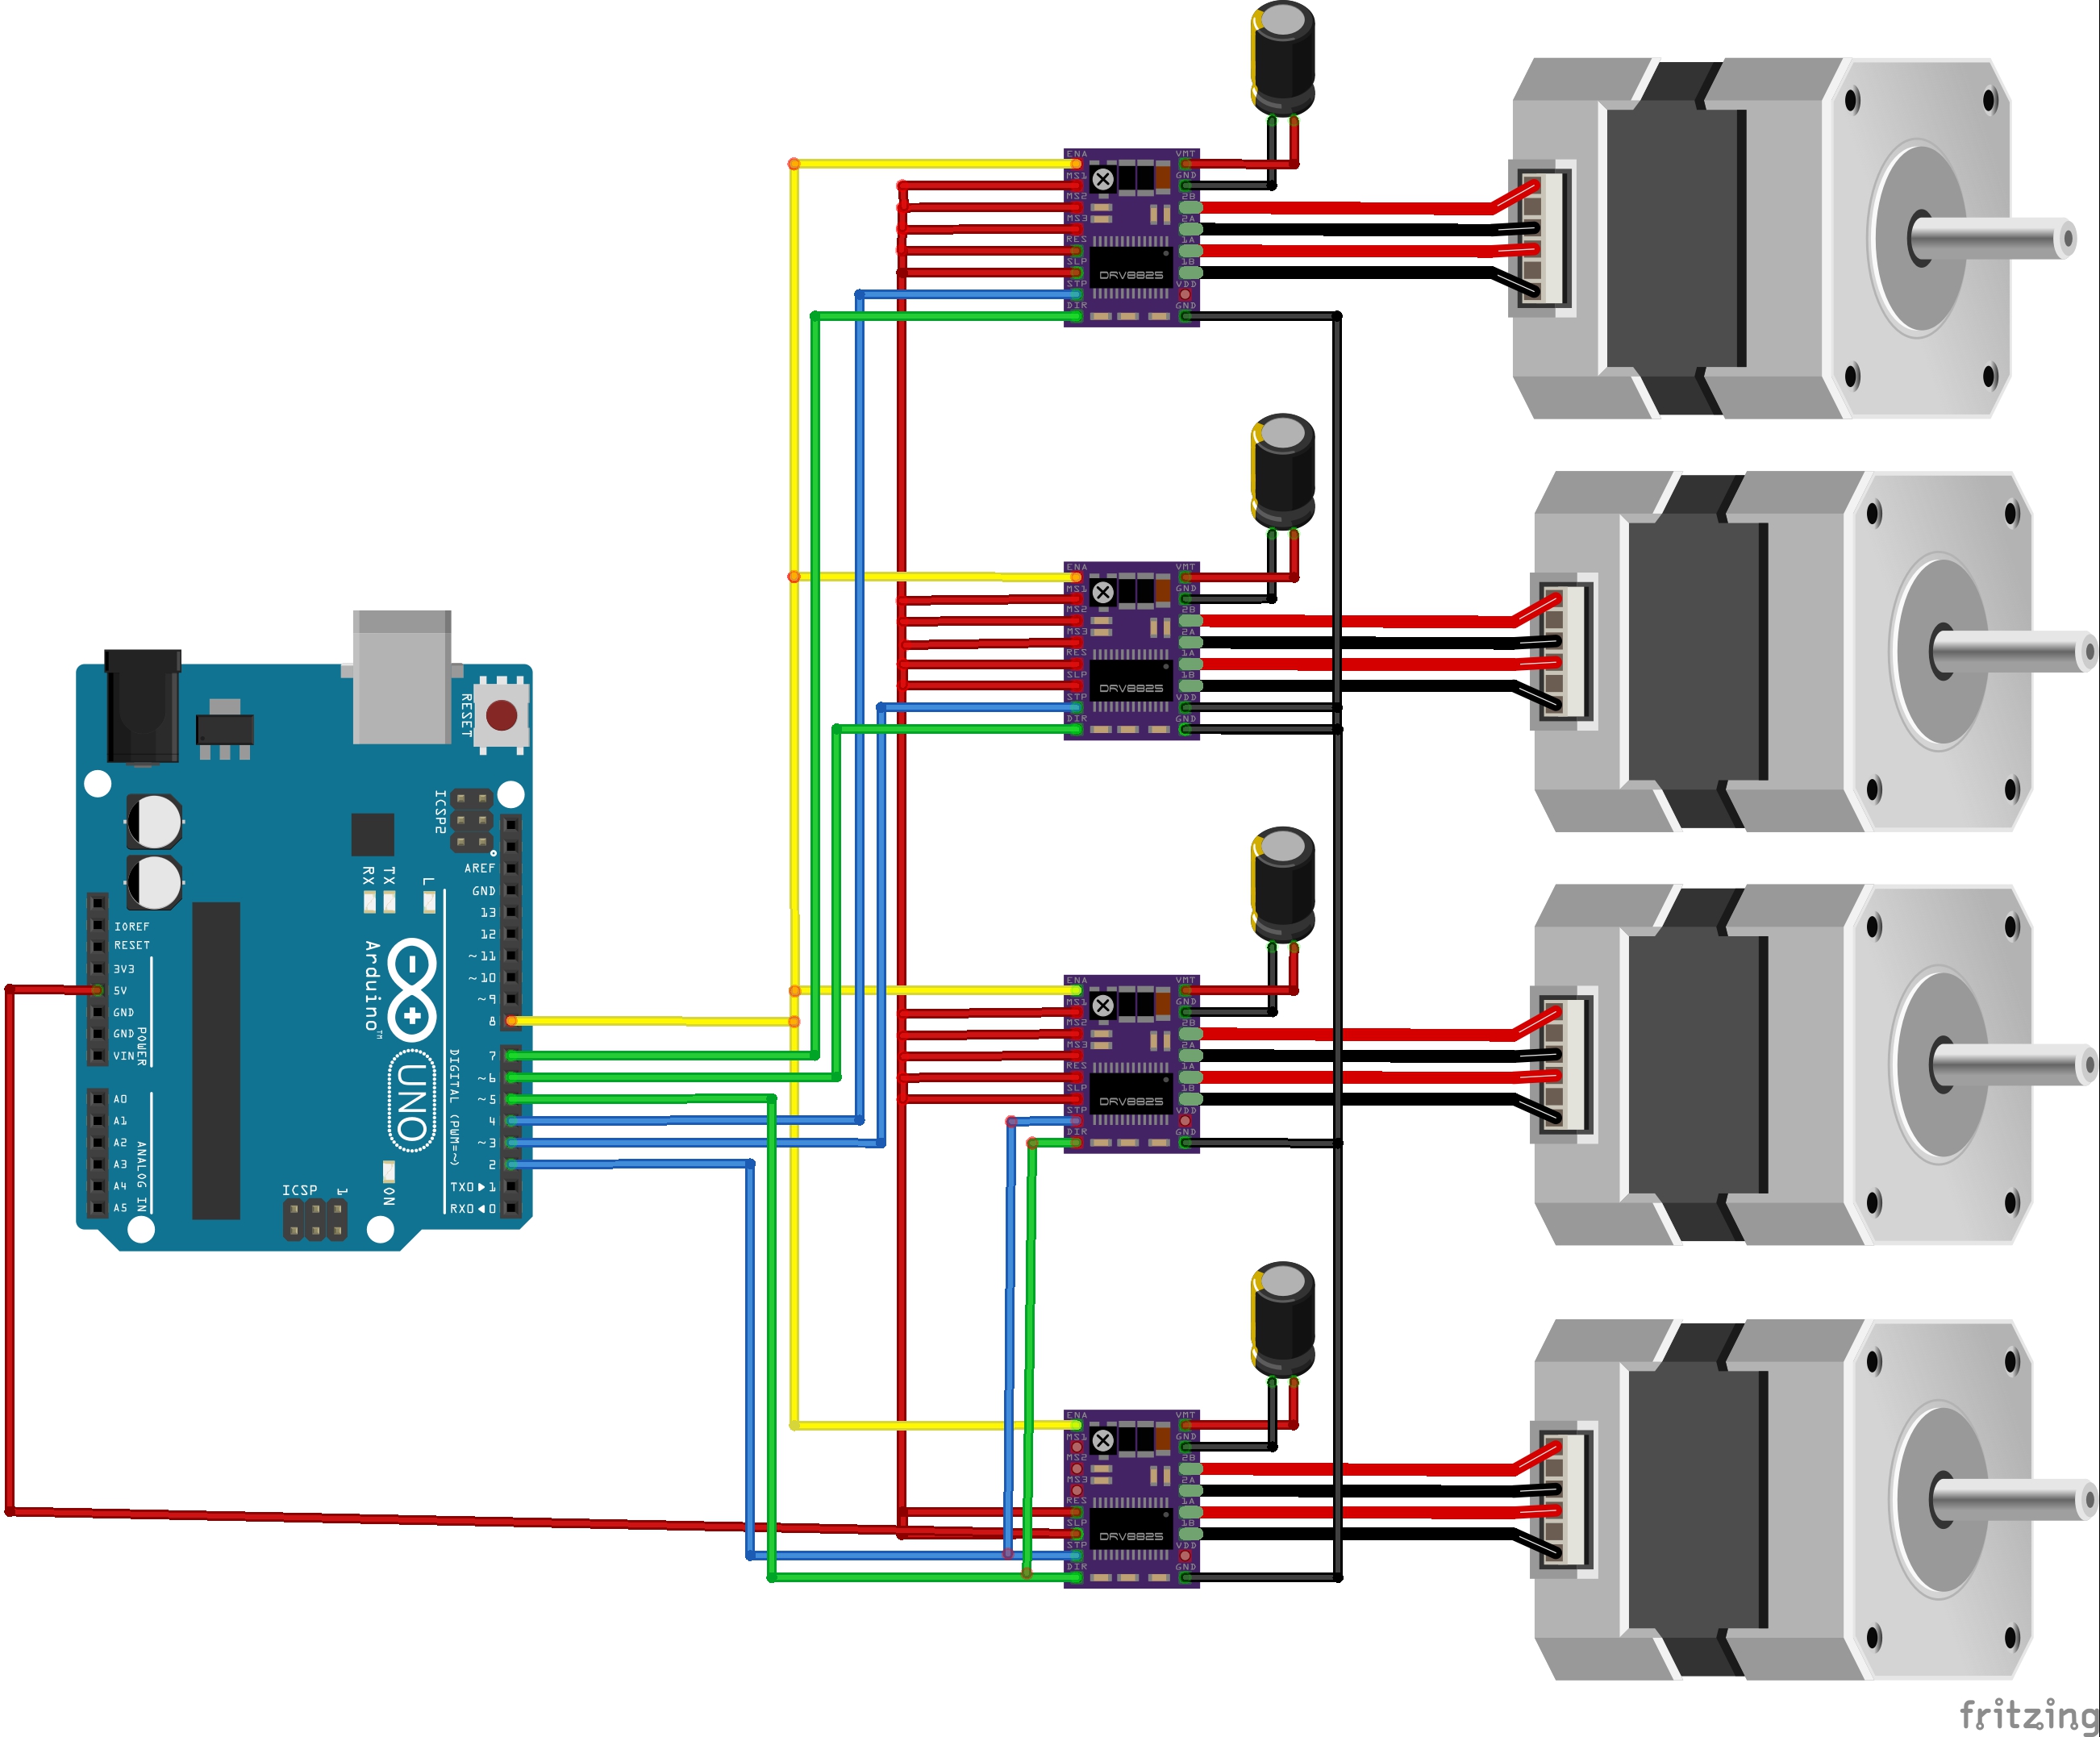 ENA
MS1
MS2
MS3
RES
SLP
STP
DIR
VMT
GND
2B
2A
1A
1B
VDD
GND
DRV8825
ENA
MS1
MS2
MS3
RES
SLP
STP
DIR
VMT
GND
2B
2A
1A
1B
VDD
GND
DRV8825
RESET
ICSP2
AREF
GND
13
12
~11
~10
~9
8
7
~6
~5
4
~3
2
TX0▶1
RX0◀0
RX
TX
L
IOREF
RESET
3V3
5V
GND
GND
VIN
POWER
A0
A1
A2
A3
A4
A5
ANALOG IN
Arduino™
UNO
DIGITAL (PWM=~)
ICSP
1
ON
ENA
MS1
MS2
MS3
RES
SLP
STP
DIR
VMT
GND
2B
2A
1A
1B
VDD
GND
DRV8825
ENA
MS1
MS2
MS3
RES
SLP
STP
DIR
VMT
GND
2B
2A
1A
1B
VDD
GND
DRV8825
fritzing